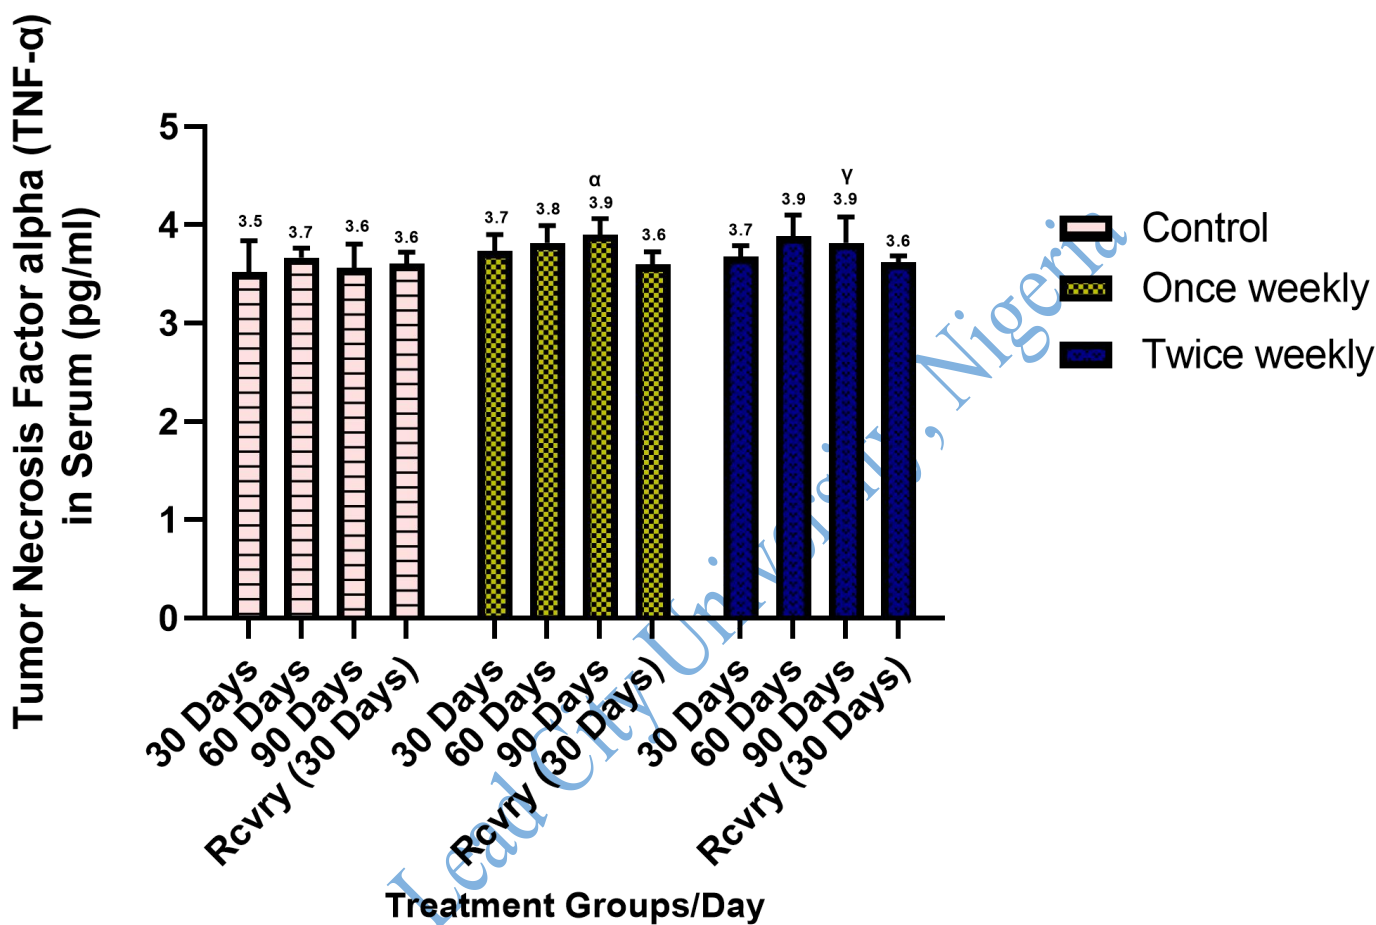 Tumor Necrosis Factor alpha (TNF-α)
in Serum (pg/ml)
5
4
3
2
1
0
3.5
3.7
3.6
3.6
3.7
3.8
α
3.9
3.6
3.7
3.9
γ
3.9
3.6
Control
Once weekly
Twice weekly
30 Days
60 Days
90 Days
Rcvry (30 Days)
30 Days
60 Days
90 Days
Rcvry (30 Days)
30 Days
60 Days
90 Days
Rcvry (30 Days)
Treatment Groups/Day
Lead City University, Nigeria